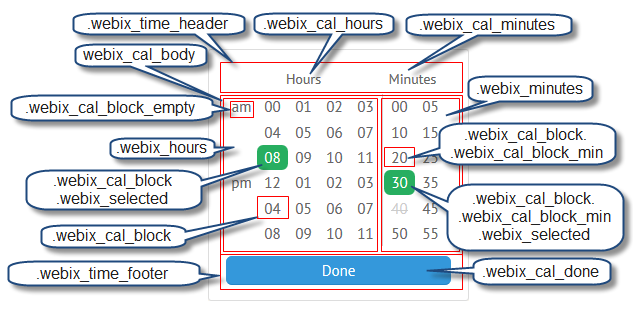 .webix_time_header
.webix_cal_hours
.webix_cal_minutes
webix_cal_body
Hours
Minutes
.webix_minutes
.webix_cal_block_empty
am 00 01 02 03 00 05
04 05 06 07 10 15
.webix_cal_block.
.webix_cal_block_min
.webix_hours
08 09 10 11 20 25
.webix_cal_block
.webix_selected
pm 12 01 02 03 30 35
.webix_cal_block.
.webix_cal_block_min
.webix_selected
.webix_cal_block
04 05 06 07 40 45
08 09 10 11 50 55
.webix_time_footer
Done
.webix_cal_done